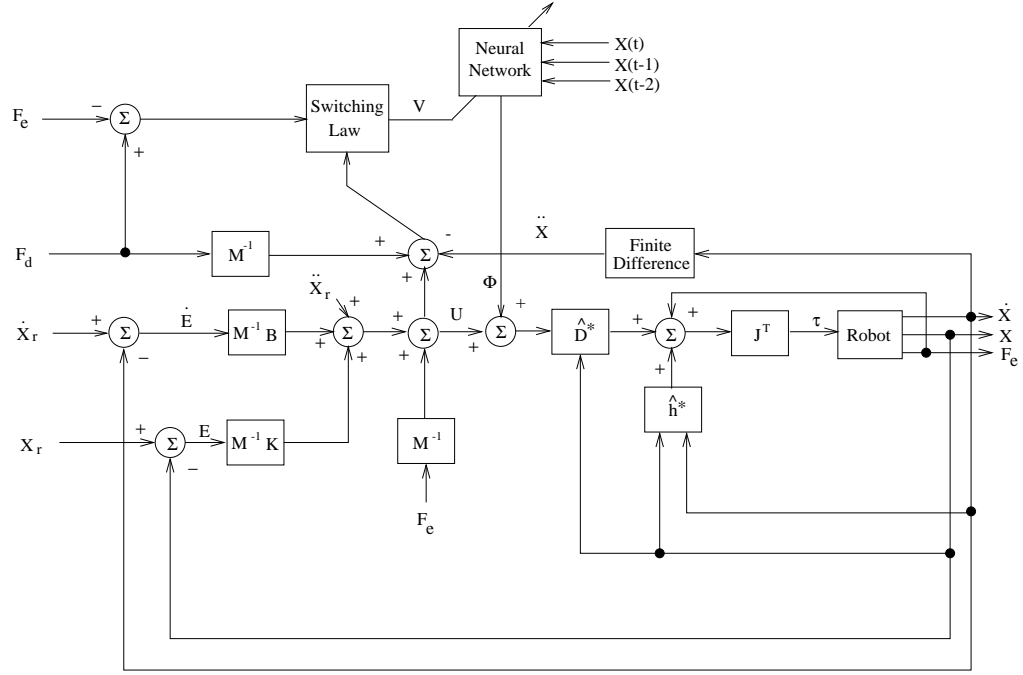 Neural
Network
X(t)
X(t-1)
X(t-2)
Switching
Law
V
F_e
−
Σ
+
F_d
M⁻¹
+
Σ
-
+
Ẍ
Finite
Difference
Φ
Ẍ_r
+
Ẋ_r
+
Σ
−
Ė
M⁻¹ B
+
Σ
+
+
Σ
+
U
+
Σ
+
D̂*
+
Σ
+
+
Jᵀ
τ
Robot
Ẋ
X
F_e
ĥ*
X_r
+
Σ
−
E
M⁻¹ K
M⁻¹
F_e